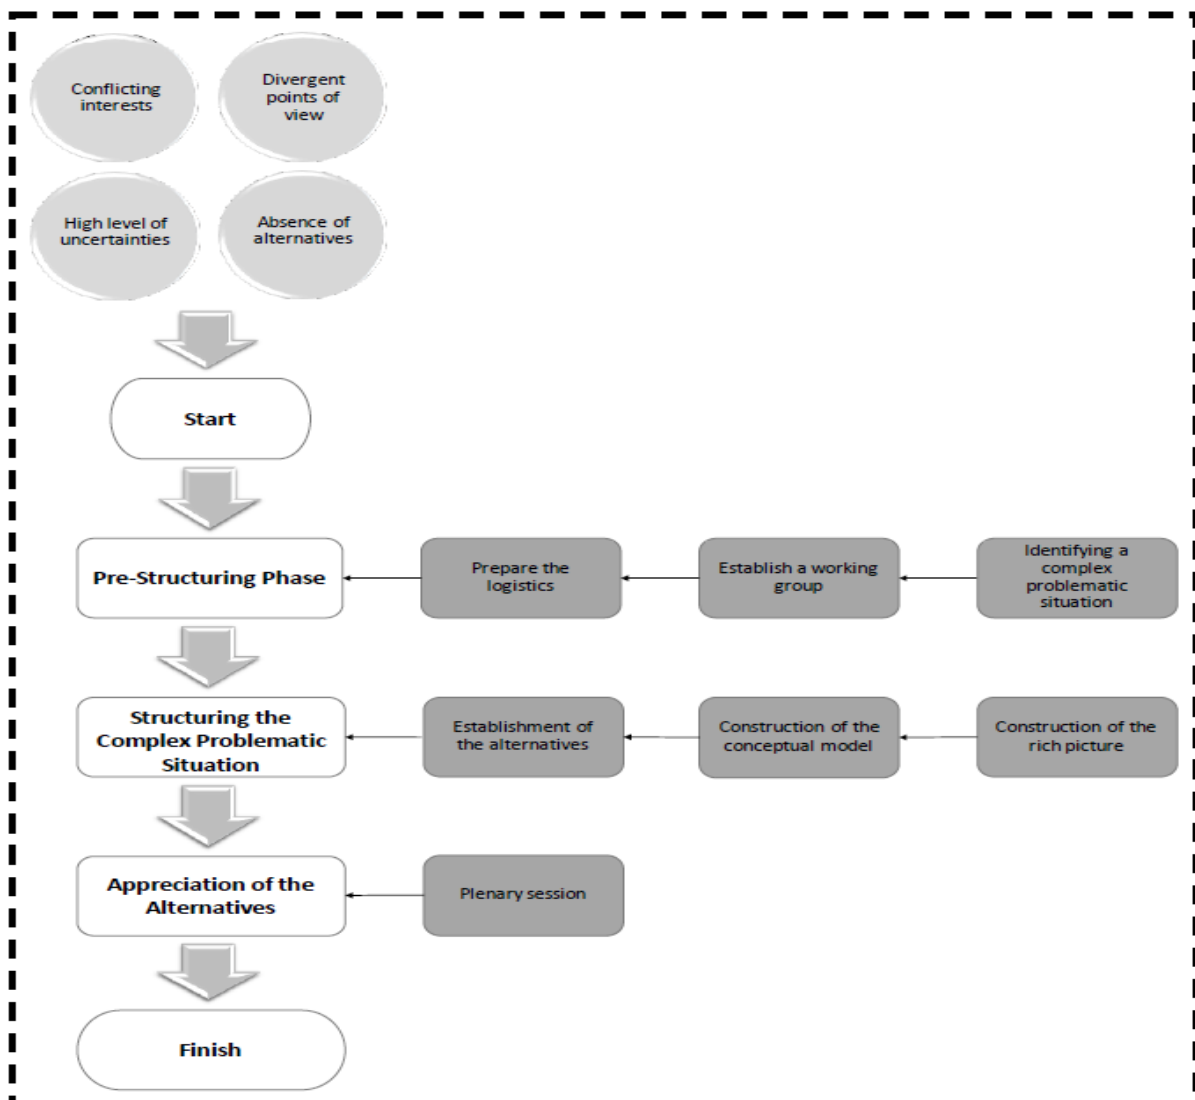 Conflicting
interests
Divergent
points of
view
High level of
uncertainties
Absence of
alternatives
Start
Pre-Structuring Phase
Prepare the
logistics
Establish a working
group
Identifying a
complex
problematic
situation
Structuring the
Complex Problematic
Situation
Establishment of
the alternatives
Construction of the
conceptual model
Construction of the
rich picture
Appreciation of the
Alternatives
Plenary session
Finish